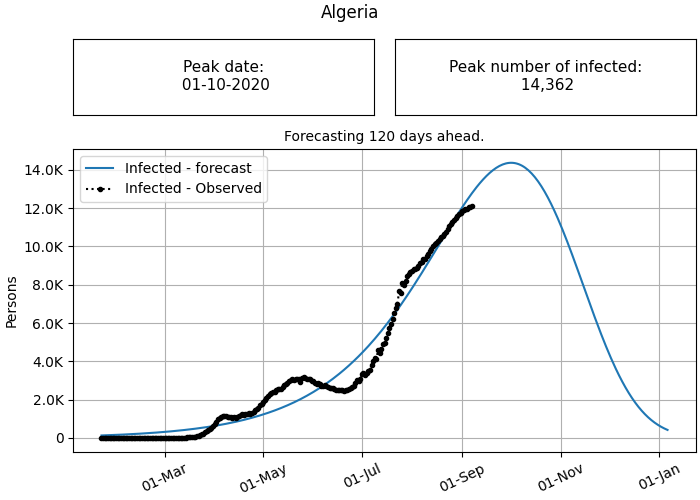 Algeria
Peak date:
01-10-2020
Peak number of infected:
14,362
Forecasting 120 days ahead.
Infected - forecast
Infected - Observed
14.0K
12.0K
10.0K
8.0K
6.0K
4.0K
2.0K
0
Persons
01-Mar
01-May
01-Jul
01-Sep
01-Nov
01-Jan